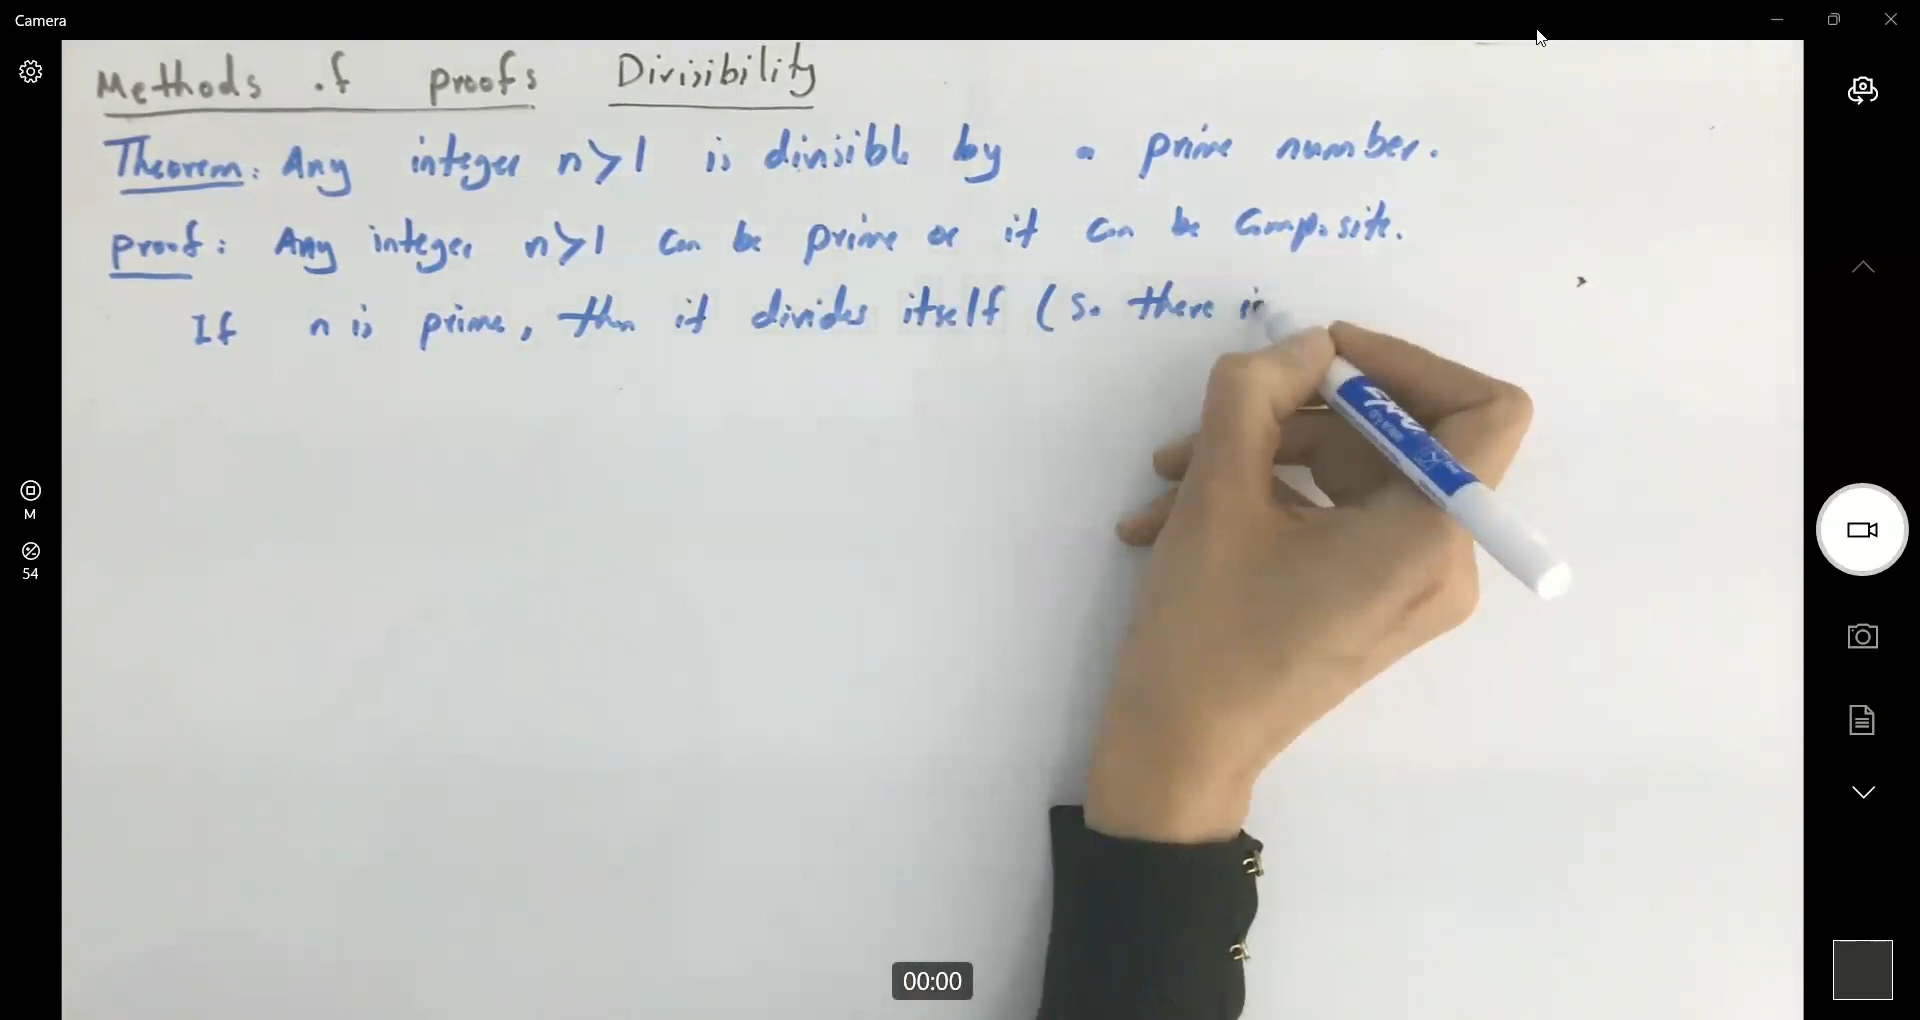 Camera
Methods of proofs Divisibility
Theorem: Any integer n>1 is divisible by a prime number.
proof: Any integer n>1 can be prime or it can be Composite.
If n is prime, then it divides itself (so there is
EXPO
M
54
00:00